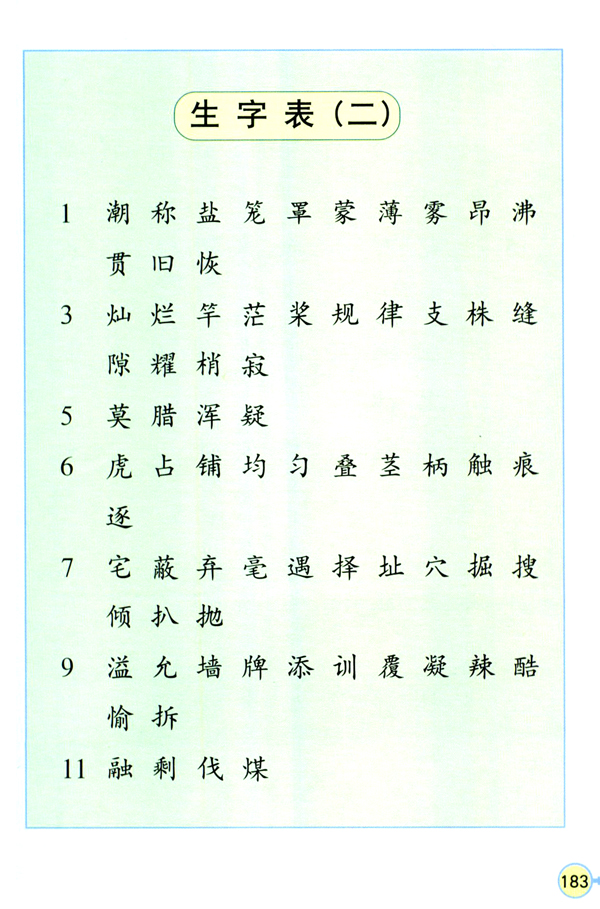 生字表（二）
1 潮 称 盐 笼 罩 蒙 薄 雾 昂 沸
贯 旧 恢
3 灿 烂 竿 茫 桨 规 律 支 株 缝
隙 耀 梢 寂
5 莫 腊 浑 疑
6 虎 占 铺 均 匀 叠 茎 柄 触 痕
逐
7 宅 蔽 弃 毫 遇 择 址 穴 掘 搜
倾 扒 抛
9 溢 允 墙 牌 添 训 覆 凝 辣 酷
愉 拆
11 融 剩 伐 煤
183